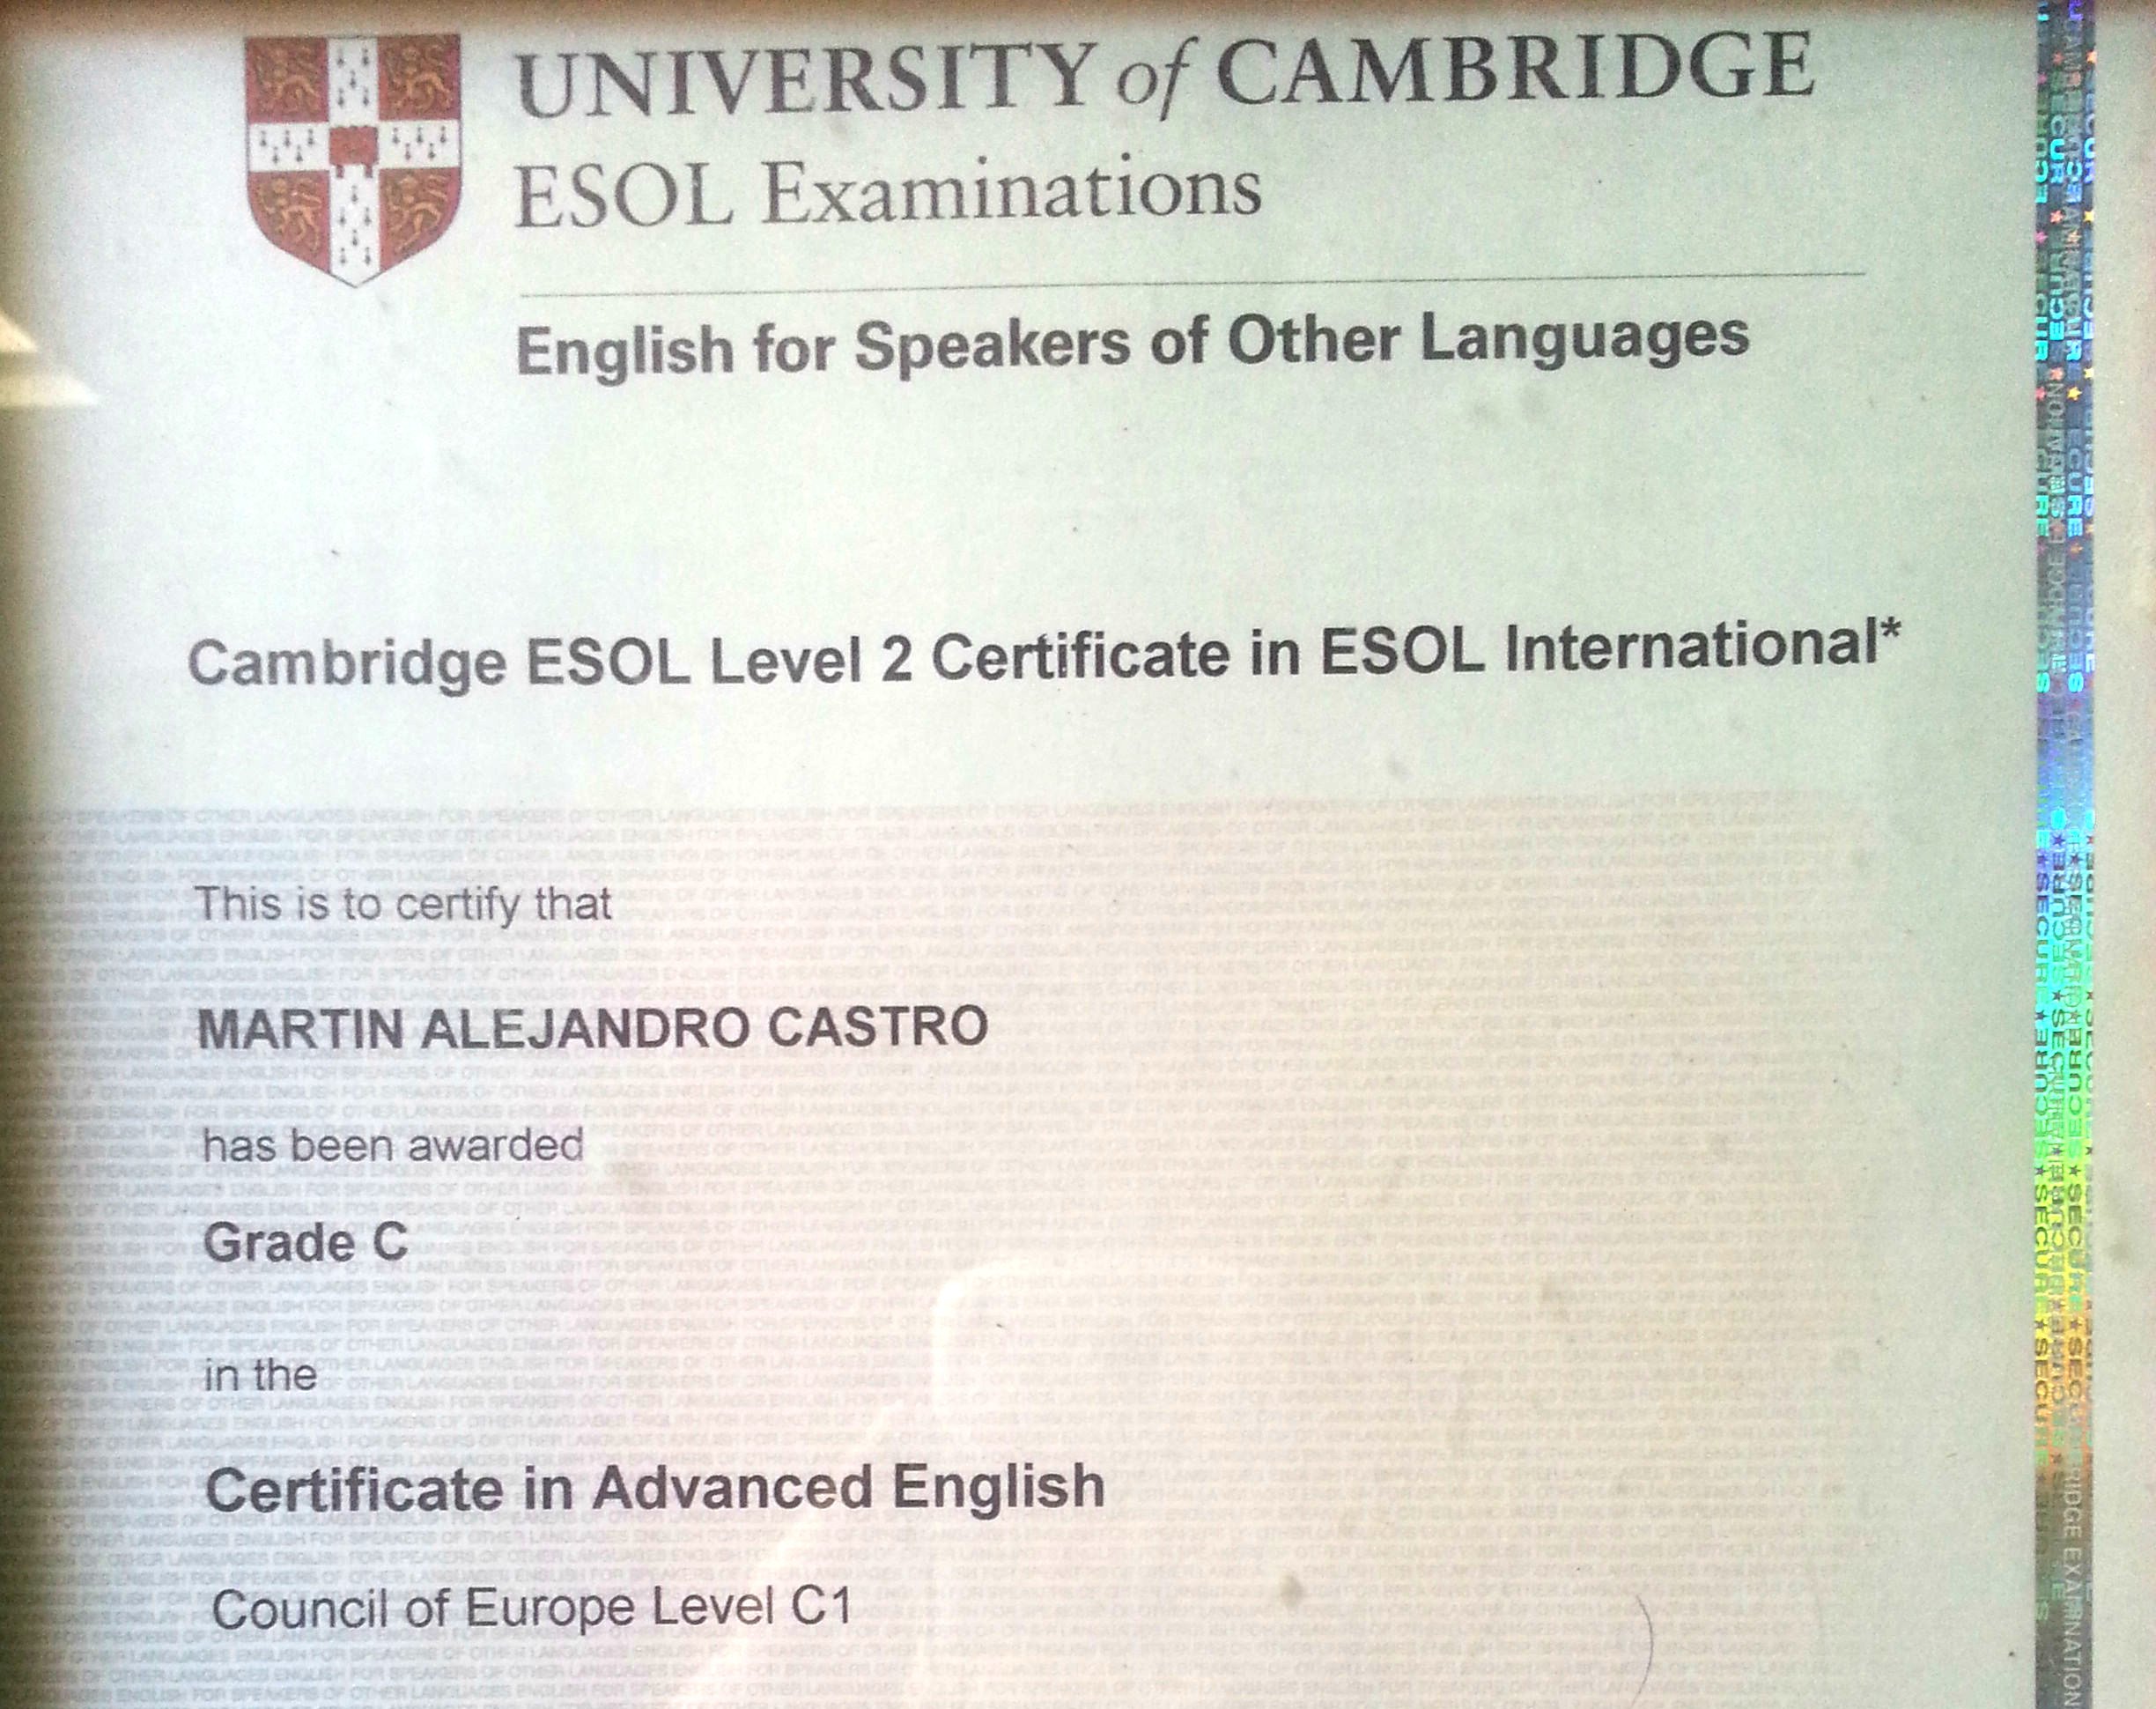 UNIVERSITY of CAMBRIDGE
ESOL Examinations
English for Speakers of Other Languages
Cambridge ESOL Level 2 Certificate in ESOL International*
This is to certify that
MARTIN ALEJANDRO CASTRO
has been awarded
Grade C
in the
Certificate in Advanced English
Council of Europe Level C1